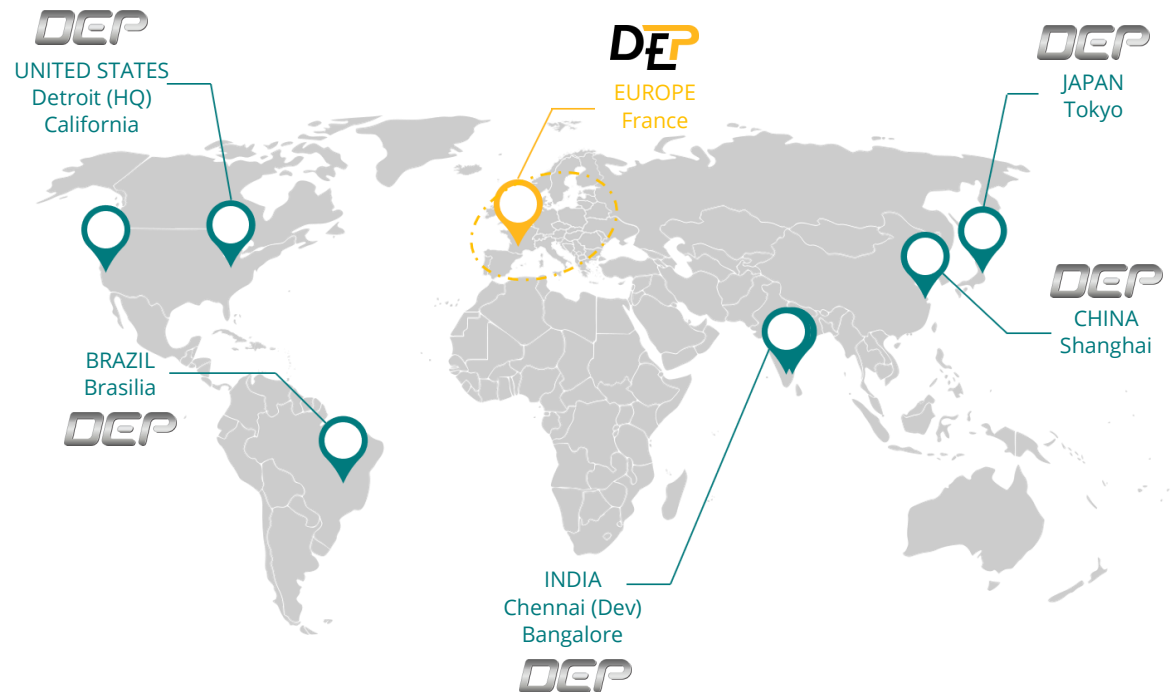 DEP
UNITED STATES
Detroit (HQ)
California
DEP
EUROPE
France
DEP
JAPAN
Tokyo
DEP
CHINA
Shanghai
BRAZIL
Brasilia
DEP
INDIA
Chennai (Dev)
Bangalore
DEP